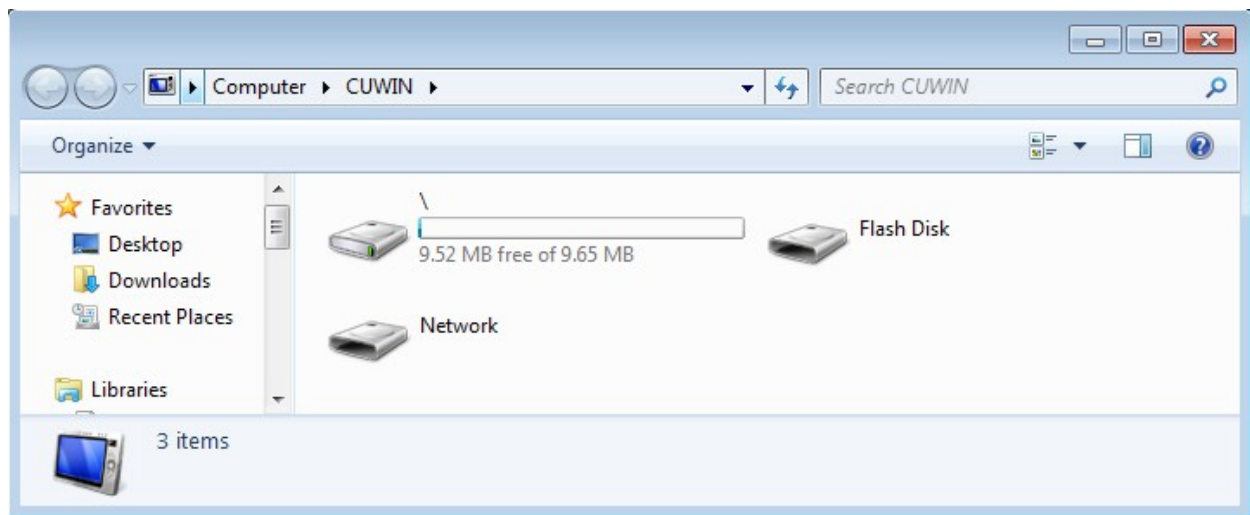 Computer CUWIN
Search CUWIN
Organize
Favorites
Desktop
Downloads
Recent Places
Libraries
\
9.52 MB free of 9.65 MB
Flash Disk
Network
3 items